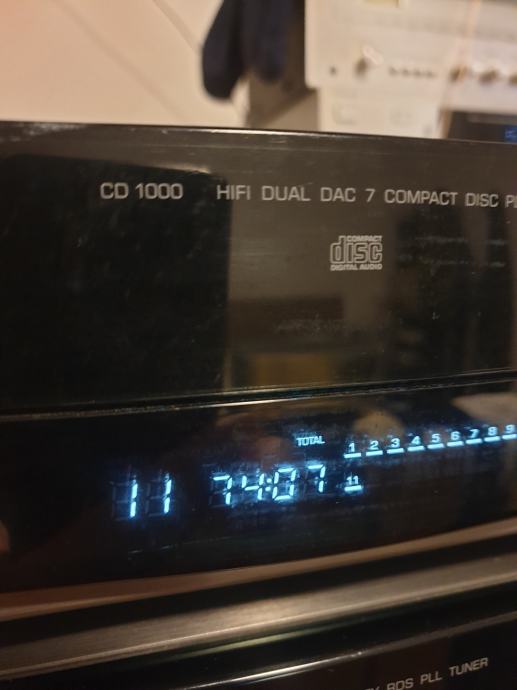 CD 1000 HIFI DUAL DAC 7 COMPACT DISC
COMPACT
disc
DIGITAL AUDIO
TOTAL
1 2 3 4 5 6 7 8 9
11 74:07 11
RDS PLL TUNER